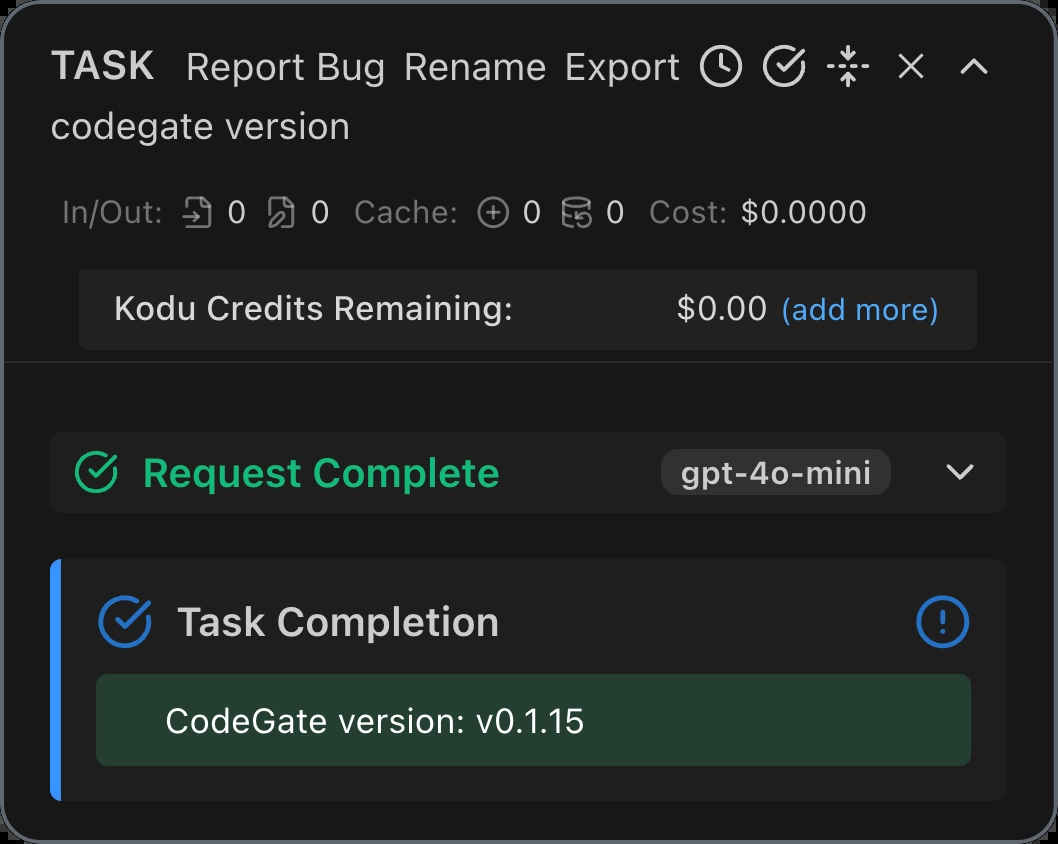 TASK Report Bug Rename Export
codegate version
In/Out: 0 0 Cache: 0 0 Cost: $0.0000
Kodu Credits Remaining: $0.00 (add more)
Request Complete gpt-4o-mini
Task Completion
CodeGate version: v0.1.15